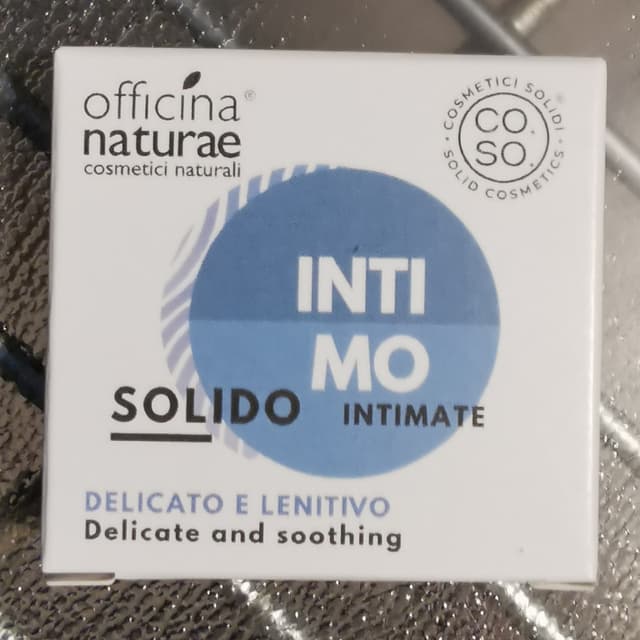 officina®
naturae
cosmetici naturali
COSMETICI SOLIDI®
CO.
SO.
SOLID COSMETICS
INTI
MO
SOLIDO INTIMATE
DELICATO E LENITIVO
Delicate and soothing